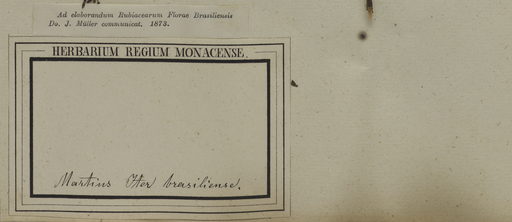 Ad elaborandum Rubiacearum Florae Brasiliensis
Do. J. Müller communicat. 1873.
HERBARIUM REGIUM MONACENSE.
Martius Iter brasiliense.